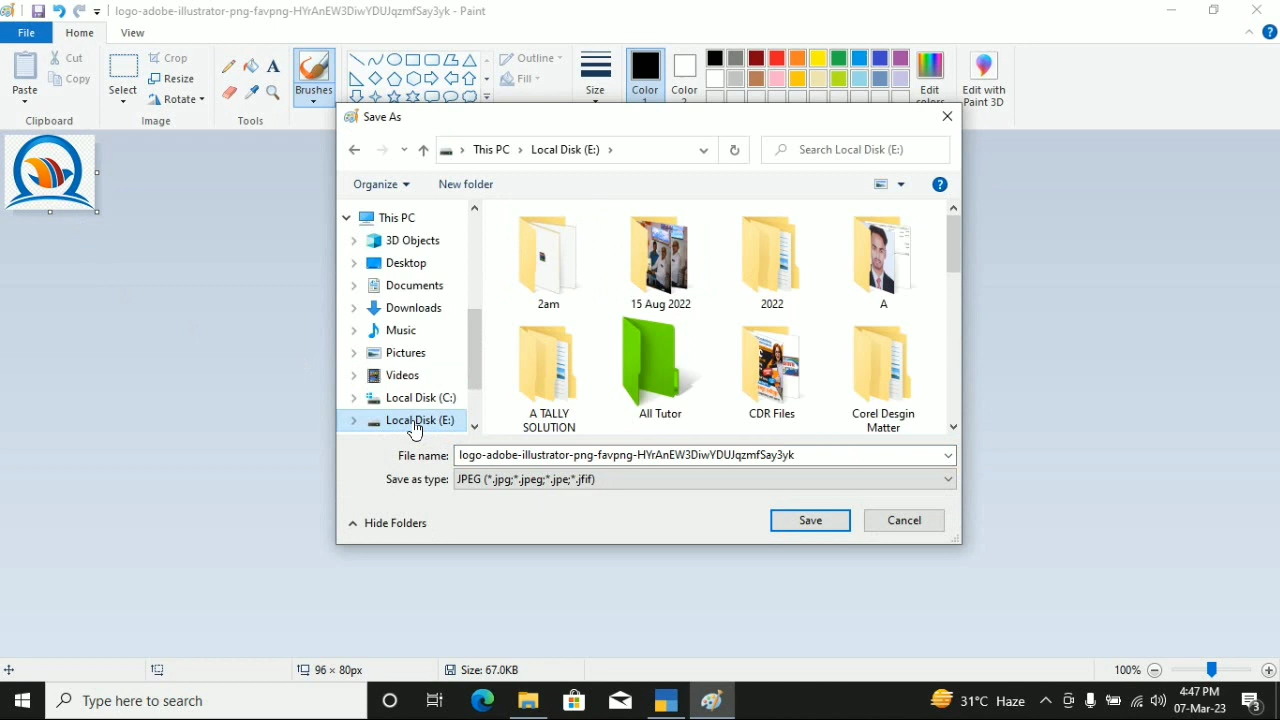 logo-adobe-illustrator-png-favpng-HYrAnEW3DiwYDUJqzmfSay3yk - Paint
File Home View
Paste Cut Copy
Clipboard
Select Crop Resize Rotate
Image
Tools
Brushes
Outline
Fill
Size
Color 1
Color 2
Edit colors
Edit with Paint 3D
Save As
This PC › Local Disk (E:) ›
Search Local Disk (E:)
Organize New folder
This PC
3D Objects
Desktop
Documents
Downloads
Music
Pictures
Videos
Local Disk (C:)
Local Disk (E:)
2am 15 Aug 2022 2022 A
A TALLY SOLUTION All Tutor CDR Files Corel Desgin Matter
File name: logo-adobe-illustrator-png-favpng-HYrAnEW3DiwYDUJqzmfSay3yk
Save as type: JPEG (*.jpg;*.jpeg;*.jpe;*.jfif)
Hide Folders Save Cancel
96 × 80px Size: 67.0KB 100%
Type here to search
31°C Haze
4:47 PM
07-Mar-23
3